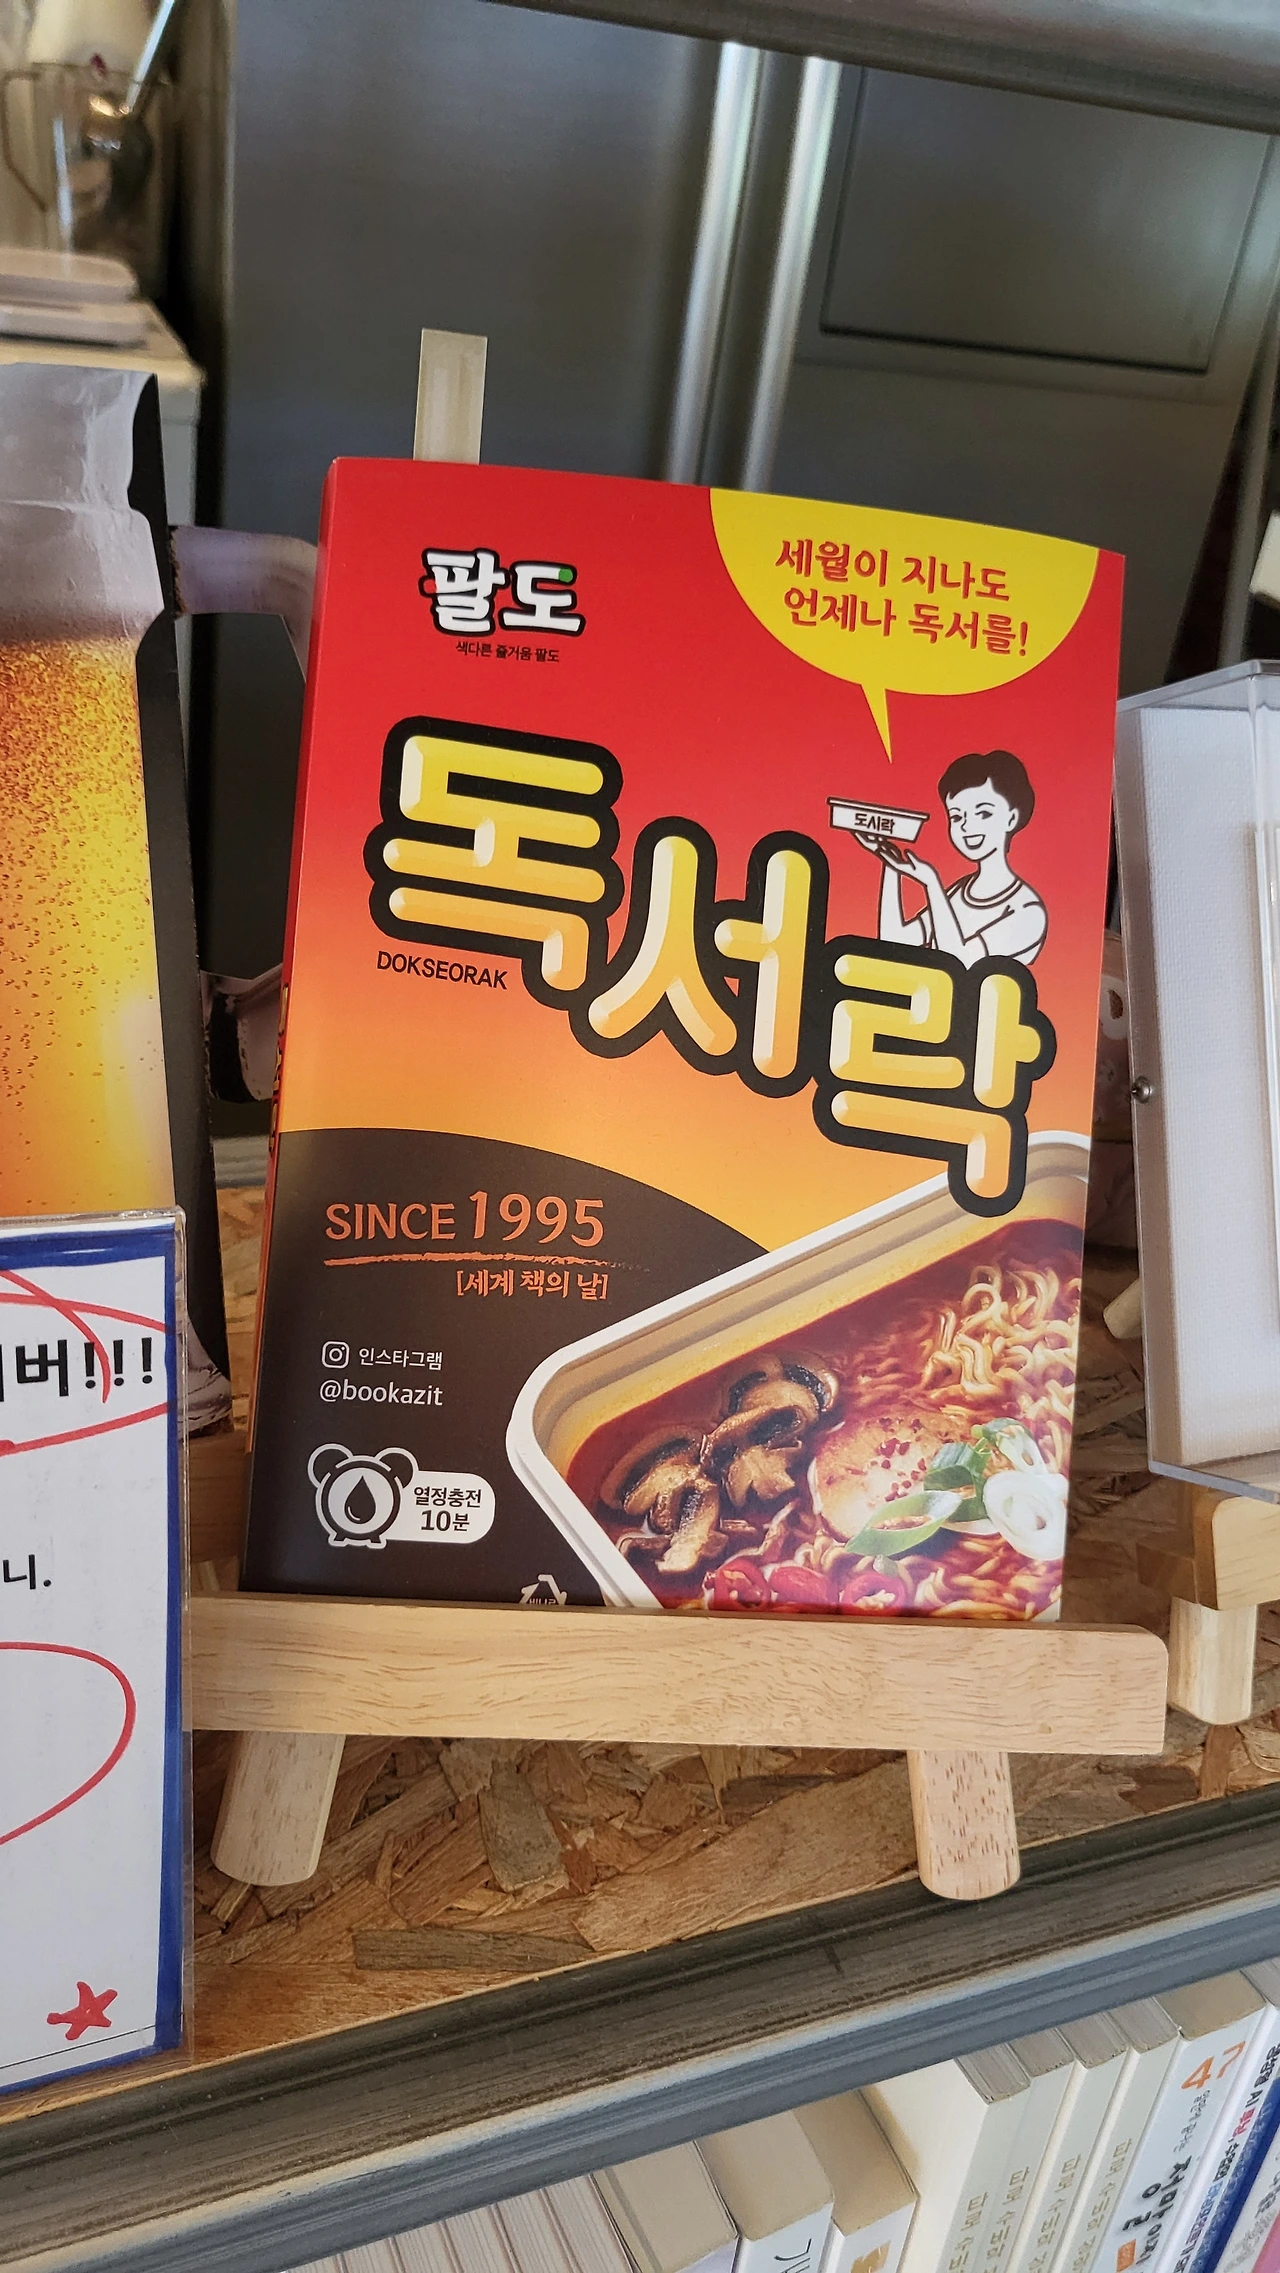 팔도
색다른 즐거움 팔도
세월이 지나도
언제나 독서를!
도시락
독서락
DOKSEORAK
SINCE 1995
[세계 책의 날]
인스타그램
@bookazit
열정충전
10분
버!!!
니.
4